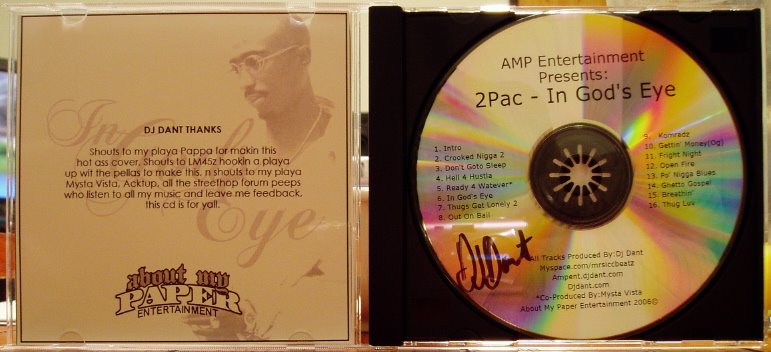 In God's Eye
DJ DANT THANKS
Shouts to my playa Pappa for makin this
hot ass cover, Shouts to LM45z hookin a playa
up wit the pellas to make this. n shouts to my playa
Mysta Vista, Acktup, all the streethop forum peeps
who listen to all my music and leave me feedback,
this cd is for yall.
about my
PAPER
ENTERTAINMENT
AMP Entertainment
Presents:
2Pac - In God's Eye
1. Intro
2. Crooked Nigga 2
3. Don't Goto Sleep
4. Hell 4 Hustla
5. Ready 4 Watever*
6. In God's Eye
7. Thugs Get Lonely 2
8. Out On Bail
9. Komradz
10. Gettin' Money(Og)
11. Fright Night
12. Open Fire
13. Po' Nigga Blues
14. Ghetto Gospel
15. Breathin'
16. Thug Luv
DJ Dant
All Tracks Produced By:Dj Dant
Myspace.com/mrsiccbeatz
Ampent.djdant.com
Djdant.com
*Co-Produced By:Mysta Vista
About My Paper Entertainment 2006©